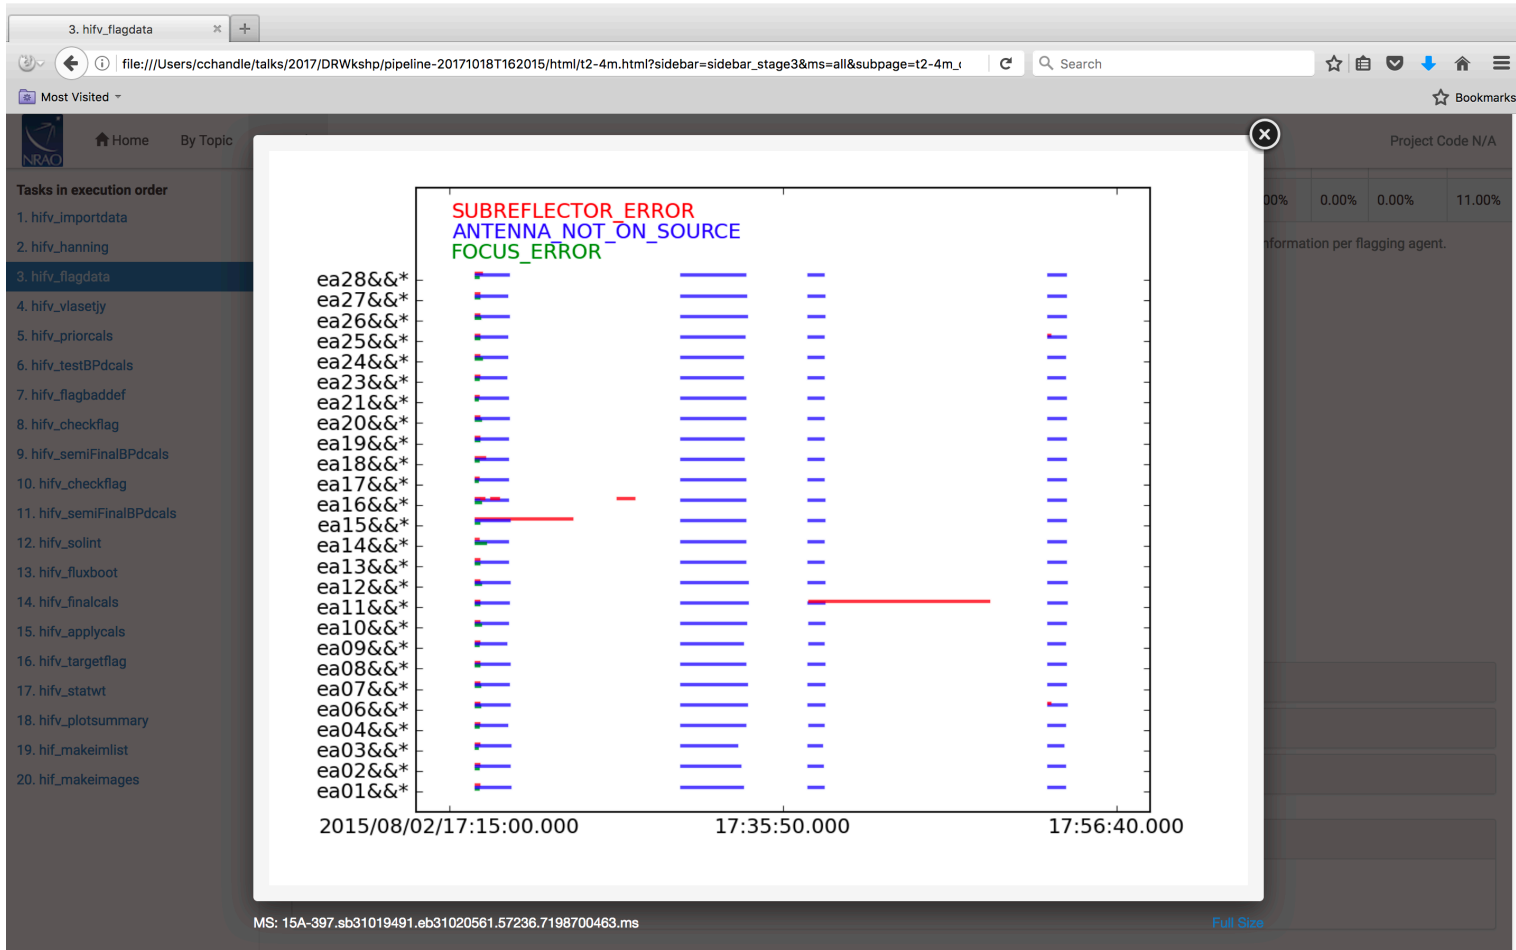 3. hifv_flagdata
file:///Users/cchandle/talks/2017/DRWkshp/pipeline-20171018T162015/html/t2-4m.html?sidebar=sidebar_stage3&ms=all&subpage=t2-4m_
Search
Most Visited
Bookmarks
NRAO
Home By Topic
Project Code N/A
Tasks in execution order
1. hifv_importdata
2. hifv_hanning
3. hifv_flagdata
4. hifv_vlasetjy
5. hifv_priorcals
6. hifv_testBPdcals
7. hifv_flagbaddef
8. hifv_checkflag
9. hifv_semiFinalBPdcals
10. hifv_checkflag
11. hifv_semiFinalBPdcals
12. hifv_solint
13. hifv_fluxboot
14. hifv_finalcals
15. hifv_applycals
16. hifv_targetflag
17. hifv_statwt
18. hifv_plotsummary
19. hif_makeimlist
20. hif_makeimages
00% 0.00% 0.00% 11.00%
nformation per flagging agent.
SUBREFLECTOR_ERROR
ANTENNA_NOT_ON_SOURCE
FOCUS_ERROR
ea28&&*
ea27&&*
ea26&&*
ea25&&*
ea24&&*
ea23&&*
ea21&&*
ea20&&*
ea19&&*
ea18&&*
ea17&&*
ea16&&*
ea15&&*
ea14&&*
ea13&&*
ea12&&*
ea11&&*
ea10&&*
ea09&&*
ea08&&*
ea07&&*
ea06&&*
ea04&&*
ea03&&*
ea02&&*
ea01&&*
2015/08/02/17:15:00.000 17:35:50.000 17:56:40.000
MS: 15A-397.sb31019491.eb31020561.57236.7198700463.ms
Full Size